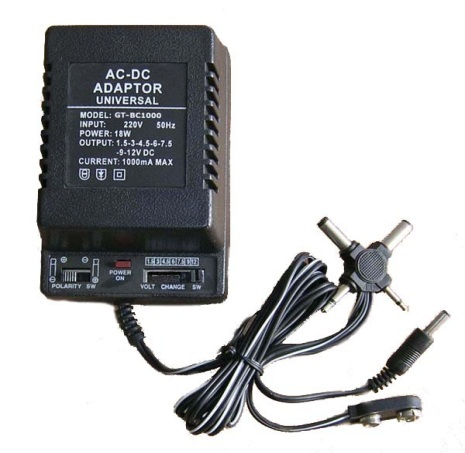 AC-DC
ADAPTOR
UNIVERSAL
MODEL: GT-BC1000
INPUT: 220V 50Hz
POWER: 18W
OUTPUT: 1.5-3-4.5-6-7.5
-9-12V DC
CURRENT: 1000mA MAX
POWER
ON
POLARITY SW
VOLT CHANGE SW